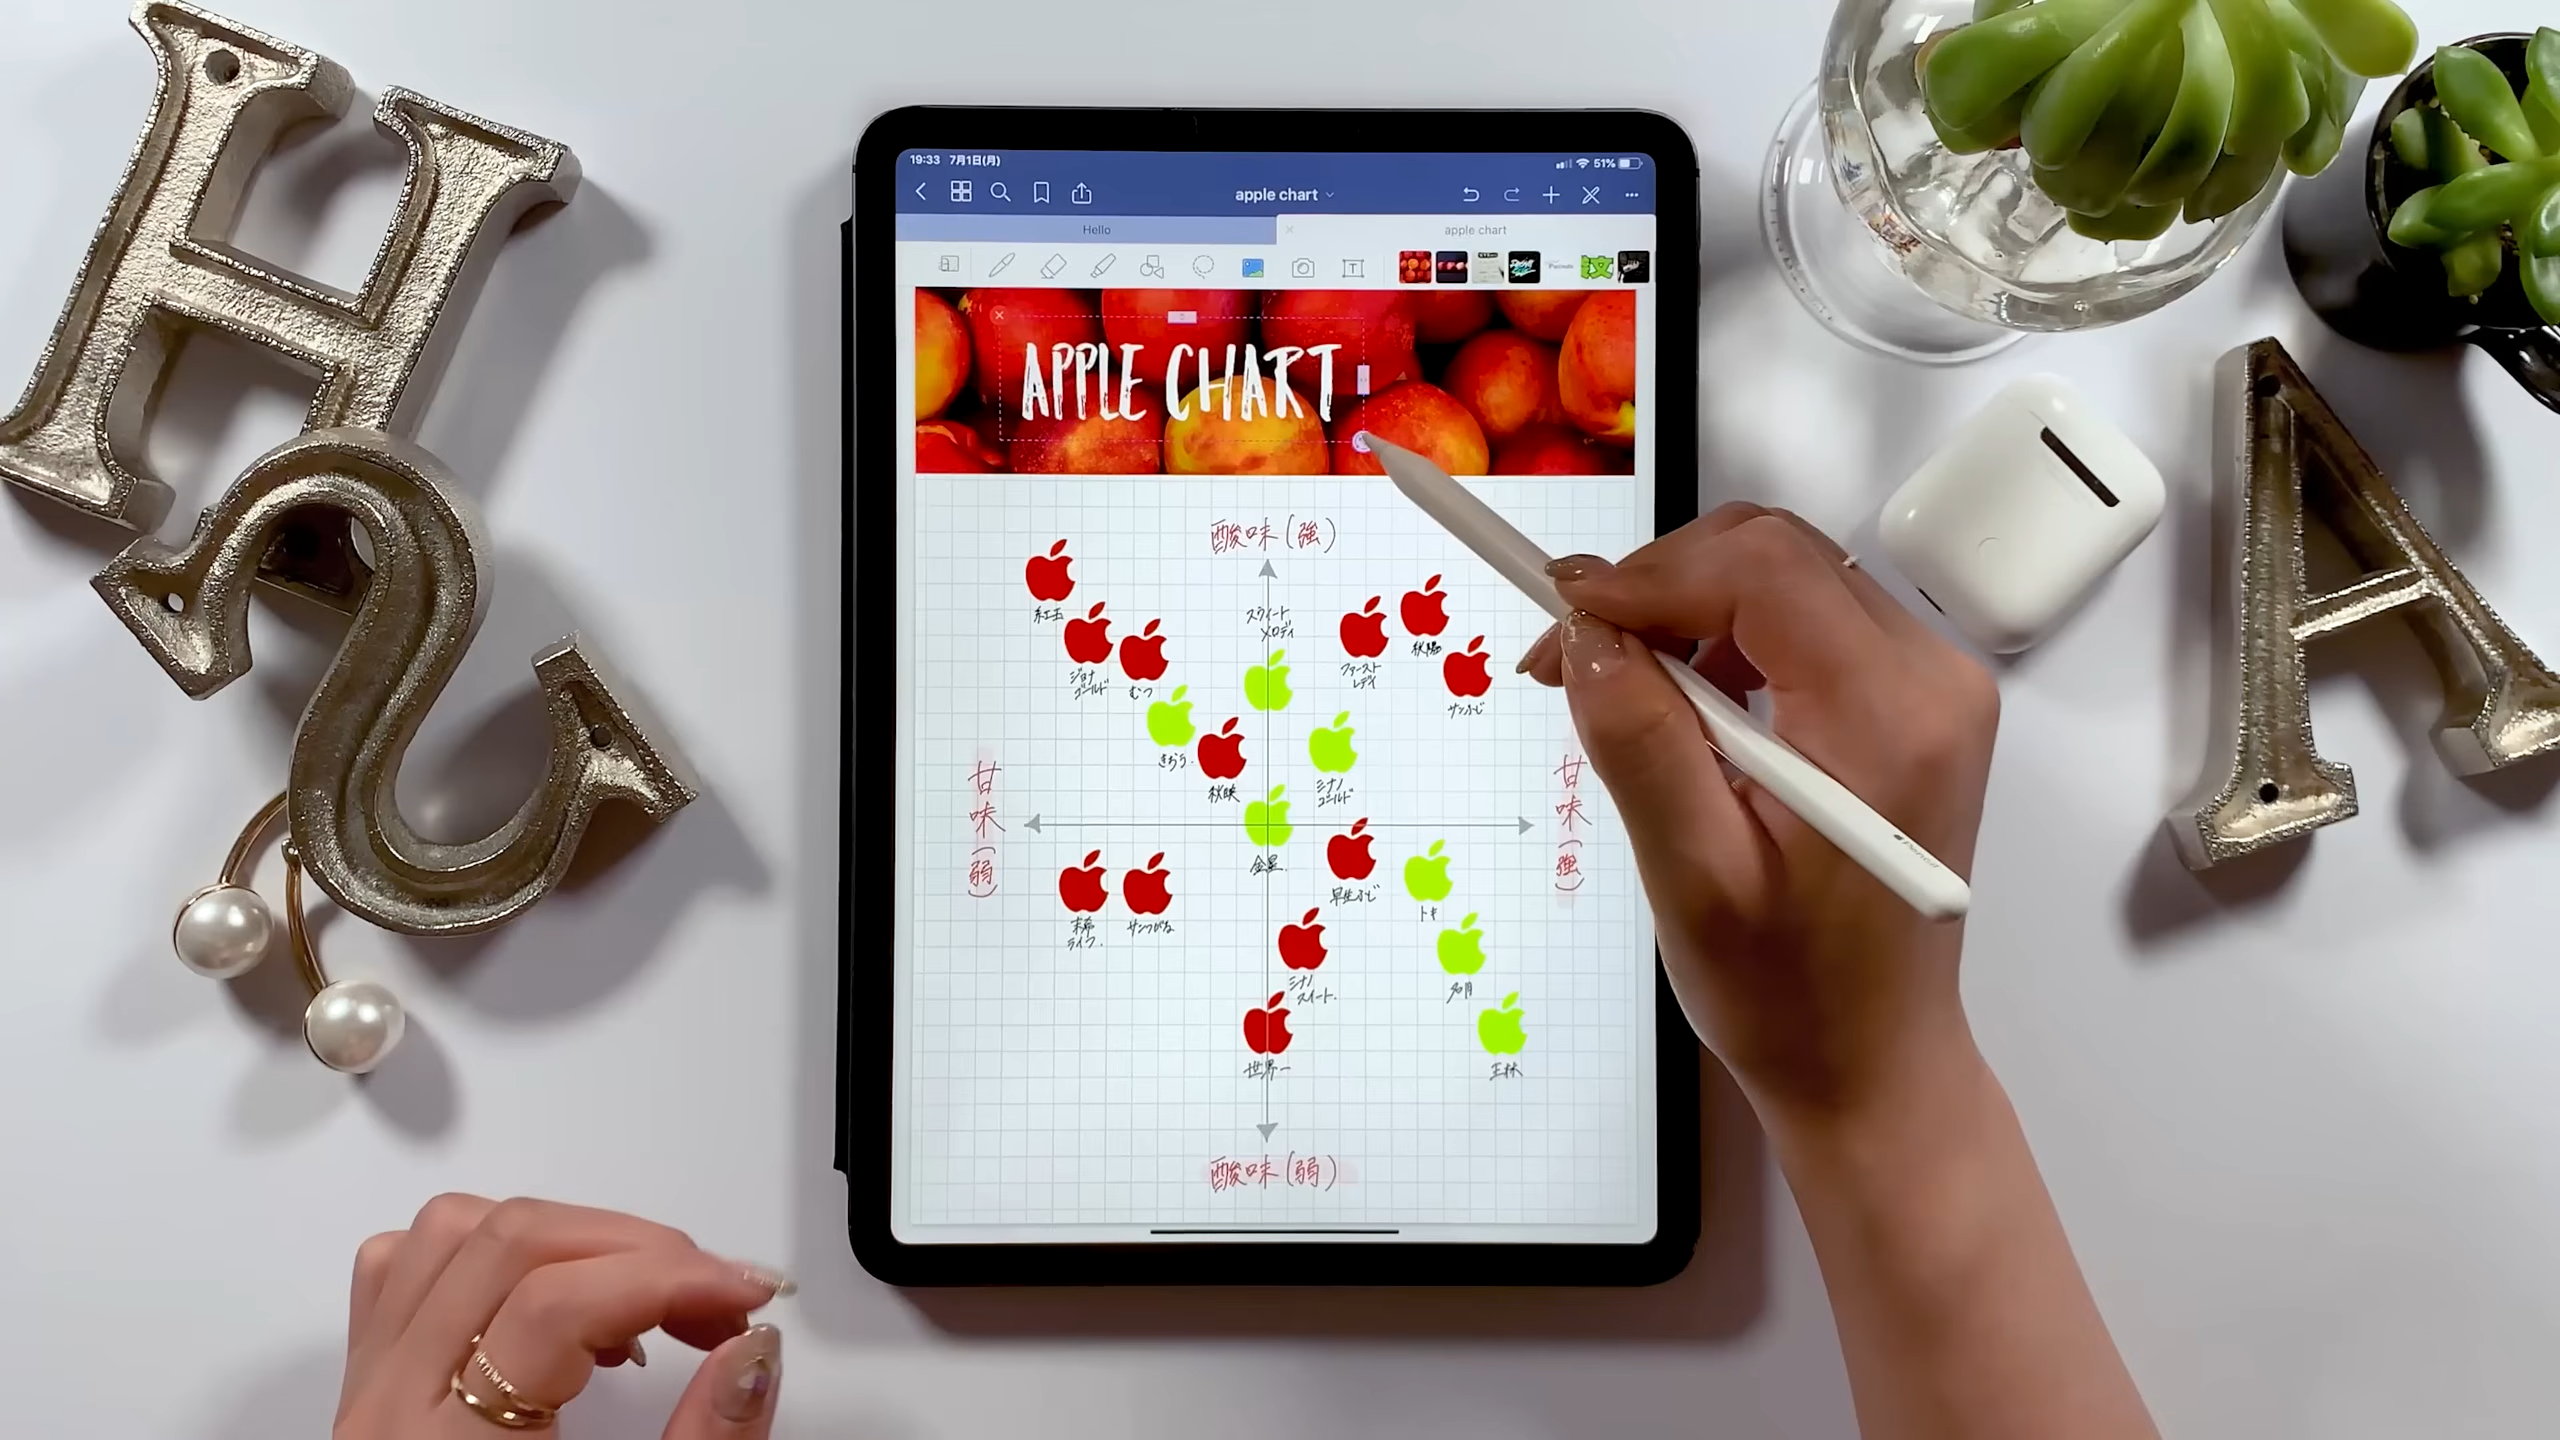 19:33 7月1日(月)
51%
apple chart
Hello
apple chart
APPLE CHART
酸味(強)
紅玉
スウィート
メロディ
ジョナ
ゴールド
むつ
ファースト
レディ
秋陽
サンふじ
きおう.
秋映
ミナノ
ゴールド
甘味(弱)
甘味(強)
金星.
早生ふじ
トキ
未希
ライフ.
サンつがる
名月
ミナノ
スイート.
世界一
王林
酸味(弱)